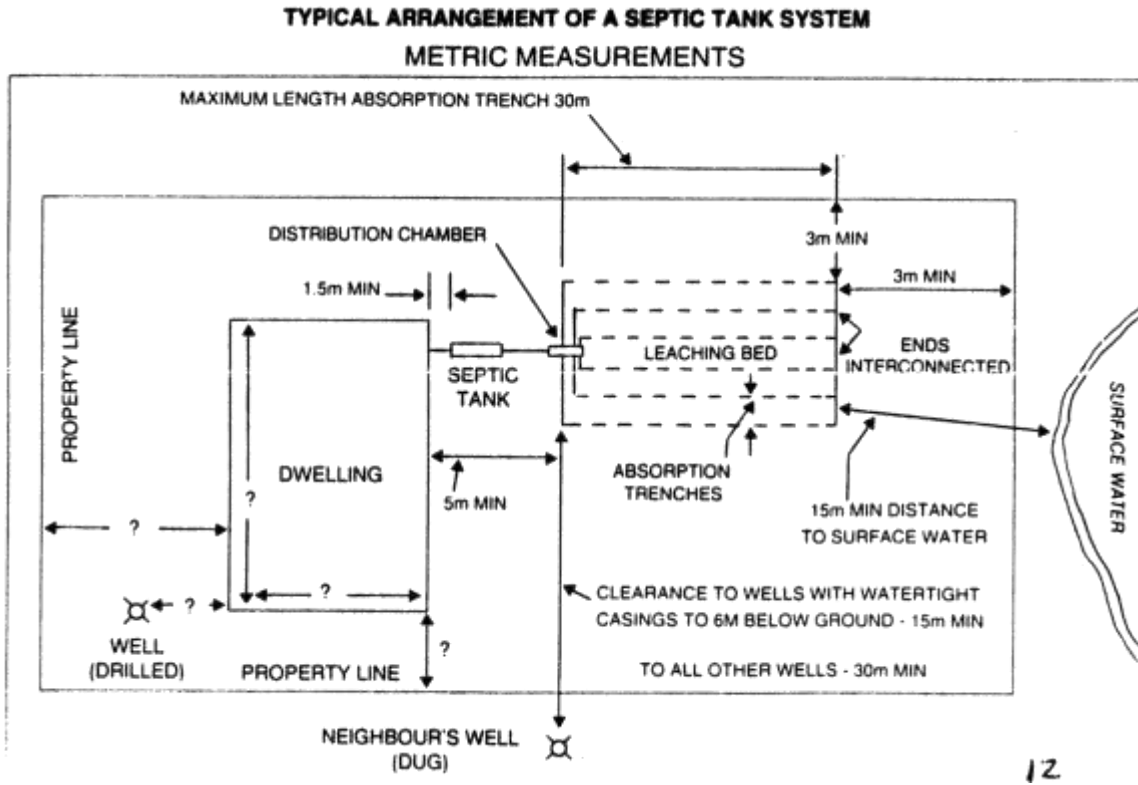 TYPICAL ARRANGEMENT OF A SEPTIC TANK SYSTEM
METRIC MEASUREMENTS
MAXIMUM LENGTH ABSORPTION TRENCH 30m
DISTRIBUTION CHAMBER
3m MIN
3m MIN
1.5m MIN
PROPERTY LINE
SEPTIC
TANK
LEACHING BED
ENDS
INTERCONNECTED
SURFACE WATER
DWELLING
?
5m MIN
ABSORPTION
TRENCHES
15m MIN DISTANCE
TO SURFACE WATER
?
?
?
CLEARANCE TO WELLS WITH WATERTIGHT
CASINGS TO 6M BELOW GROUND - 15m MIN
WELL
(DRILLED)
PROPERTY LINE
?
TO ALL OTHER WELLS - 30m MIN
NEIGHBOUR'S WELL
(DUG)
12